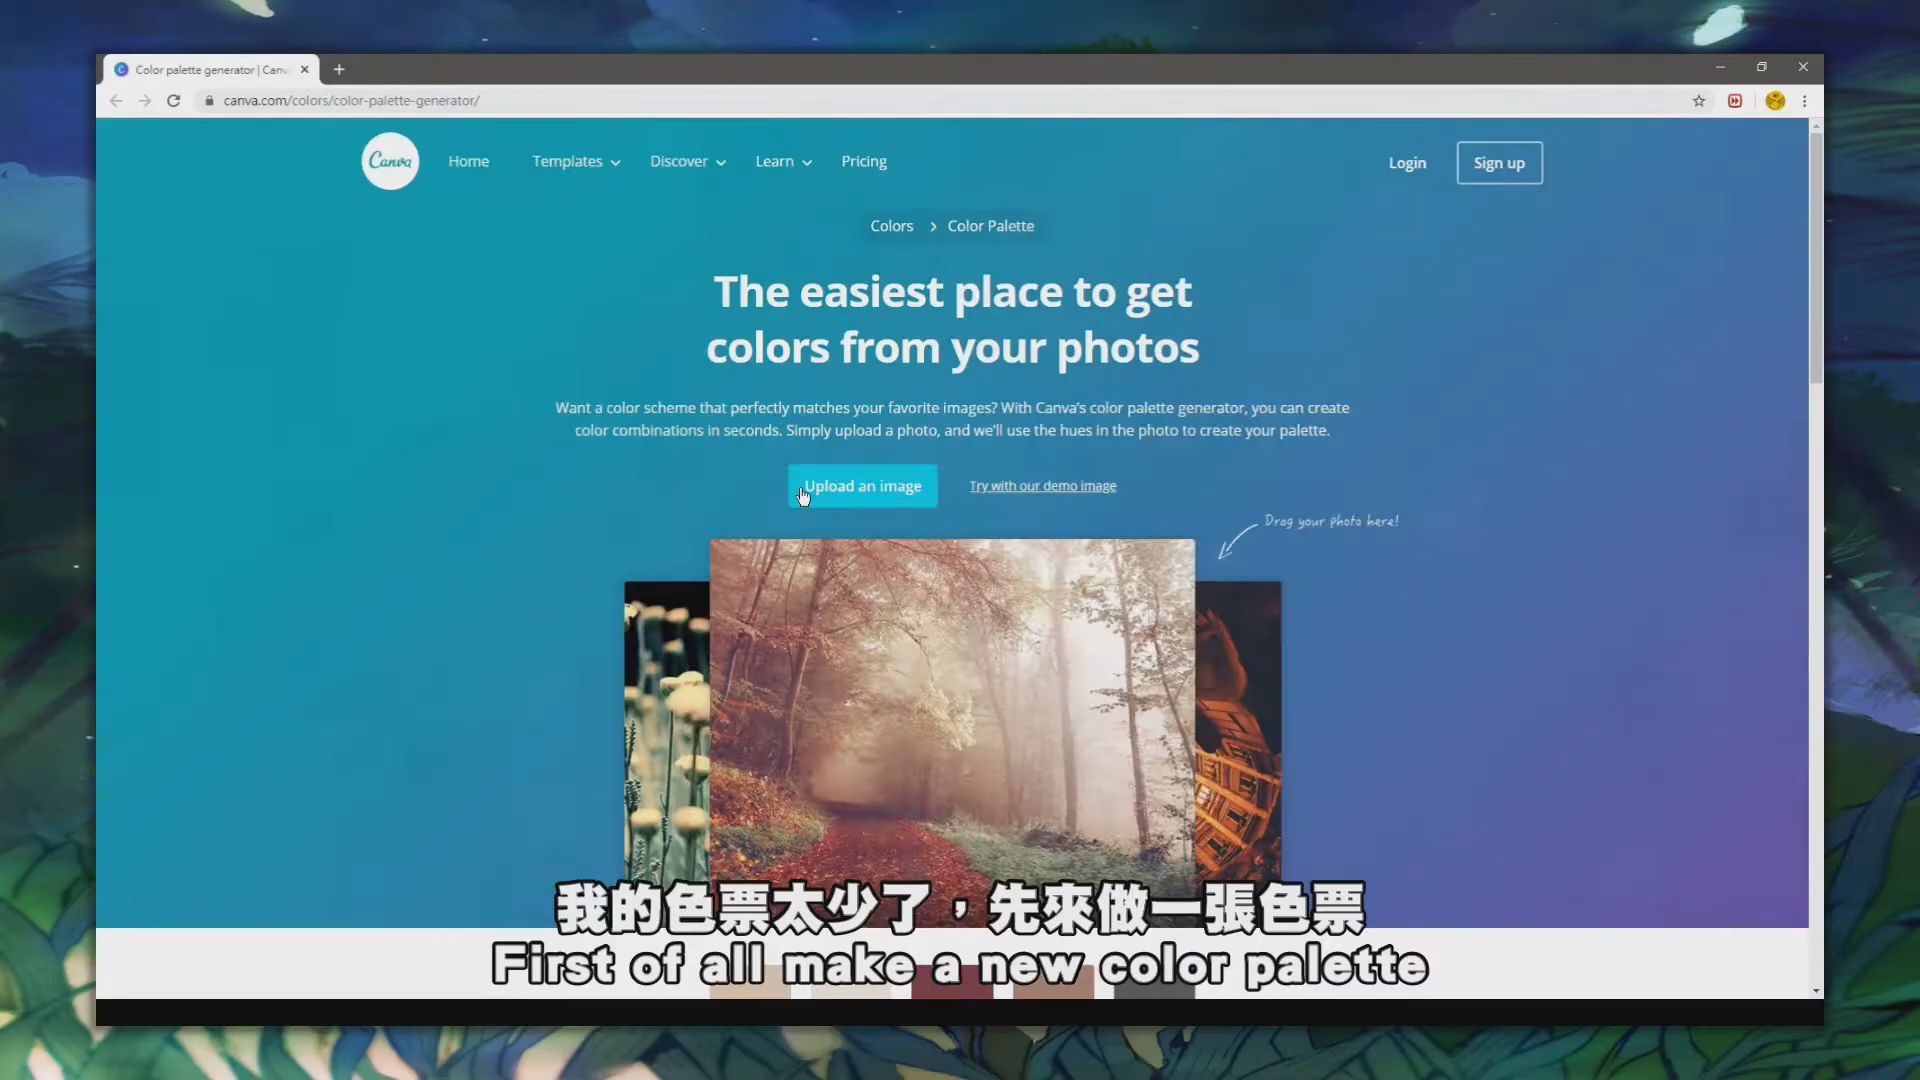 Color palette generator | Canv
canva.com/colors/color-palette-generator/
Canva
Home
Templates
Discover
Learn
Pricing
Login
Sign up
Colors > Color Palette
The easiest place to get
colors from your photos
Want a color scheme that perfectly matches your favorite images? With Canva's color palette generator, you can create
color combinations in seconds. Simply upload a photo, and we'll use the hues in the photo to create your palette.
Upload an image
Try with our demo image
Drag your photo here!
我的色票太少了，先來做一張色票
First of all make a new color palette